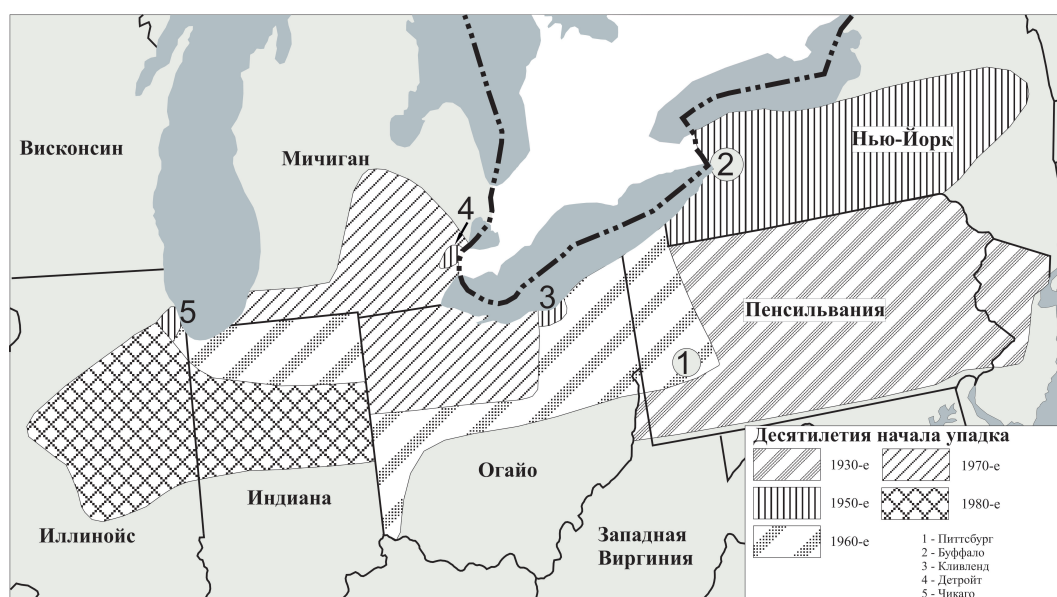 Висконсин
Мичиган
4
2
Нью-Йорк
5
3
Пенсильвания
1
Огайо
Индиана
Иллинойс
Западная
Виргиния
Десятилетия начала упадка
1930-е
1970-е
1950-е
1980-е
1960-е
1 - Питтсбург
2 - Буффало
3 - Кливленд
4 - Детройт
5 - Чикаго